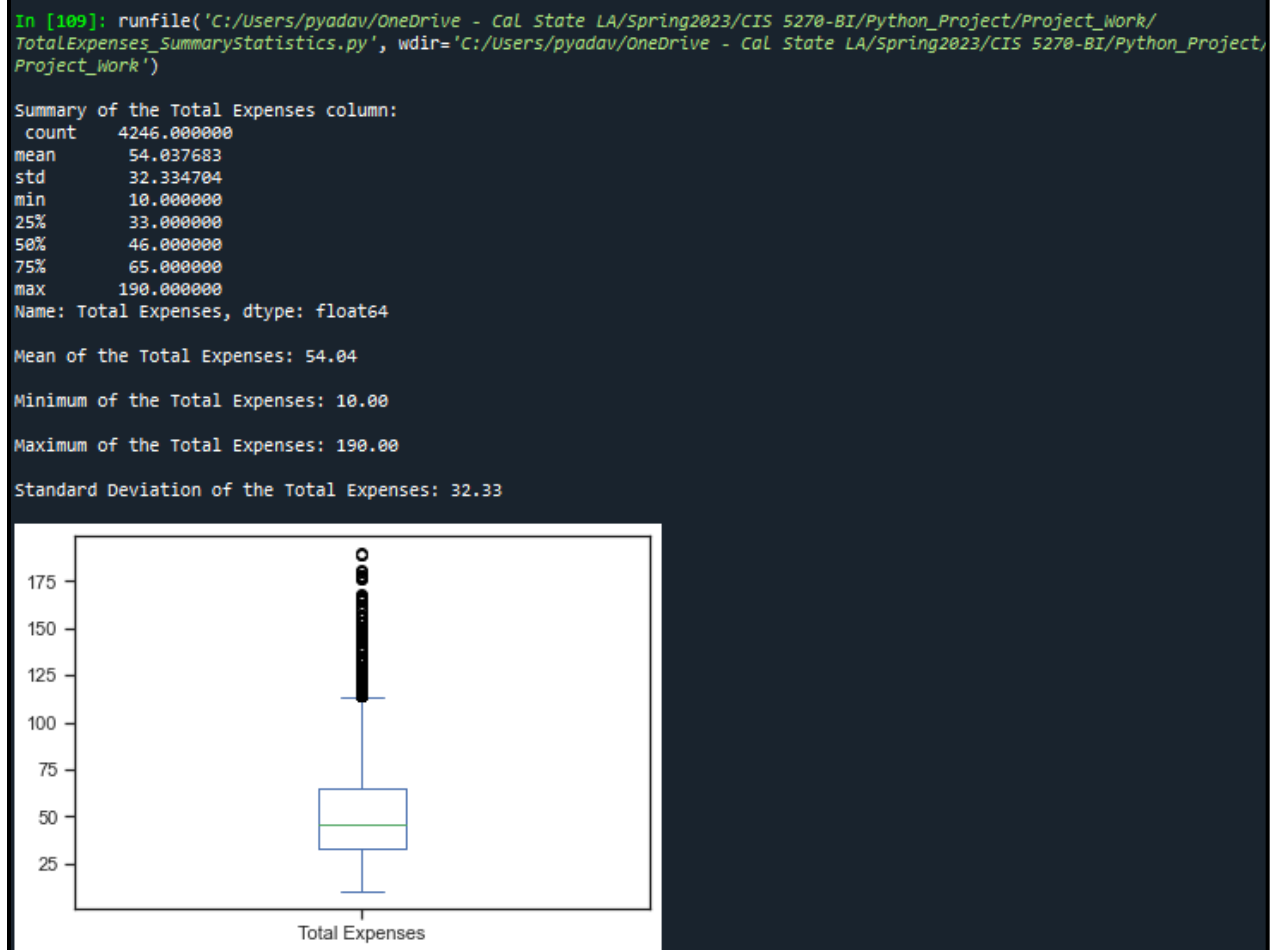 In [109]: runfile('C:/Users/pyadav/OneDrive - Cal State LA/Spring2023/CIS 5270-BI/Python_Project/Project_Work/
TotalExpenses_SummaryStatistics.py', wdir='C:/Users/pyadav/OneDrive - Cal State LA/Spring2023/CIS 5270-BI/Python_Project/
Project_Work')
Summary of the Total Expenses column:
count 4246.000000
mean 54.037683
std 32.334704
min 10.000000
25% 33.000000
50% 46.000000
75% 65.000000
max 190.000000
Name: Total Expenses, dtype: float64
Mean of the Total Expenses: 54.04
Minimum of the Total Expenses: 10.00
Maximum of the Total Expenses: 190.00
Standard Deviation of the Total Expenses: 32.33
175
150
125
100
75
50
25
Total Expenses